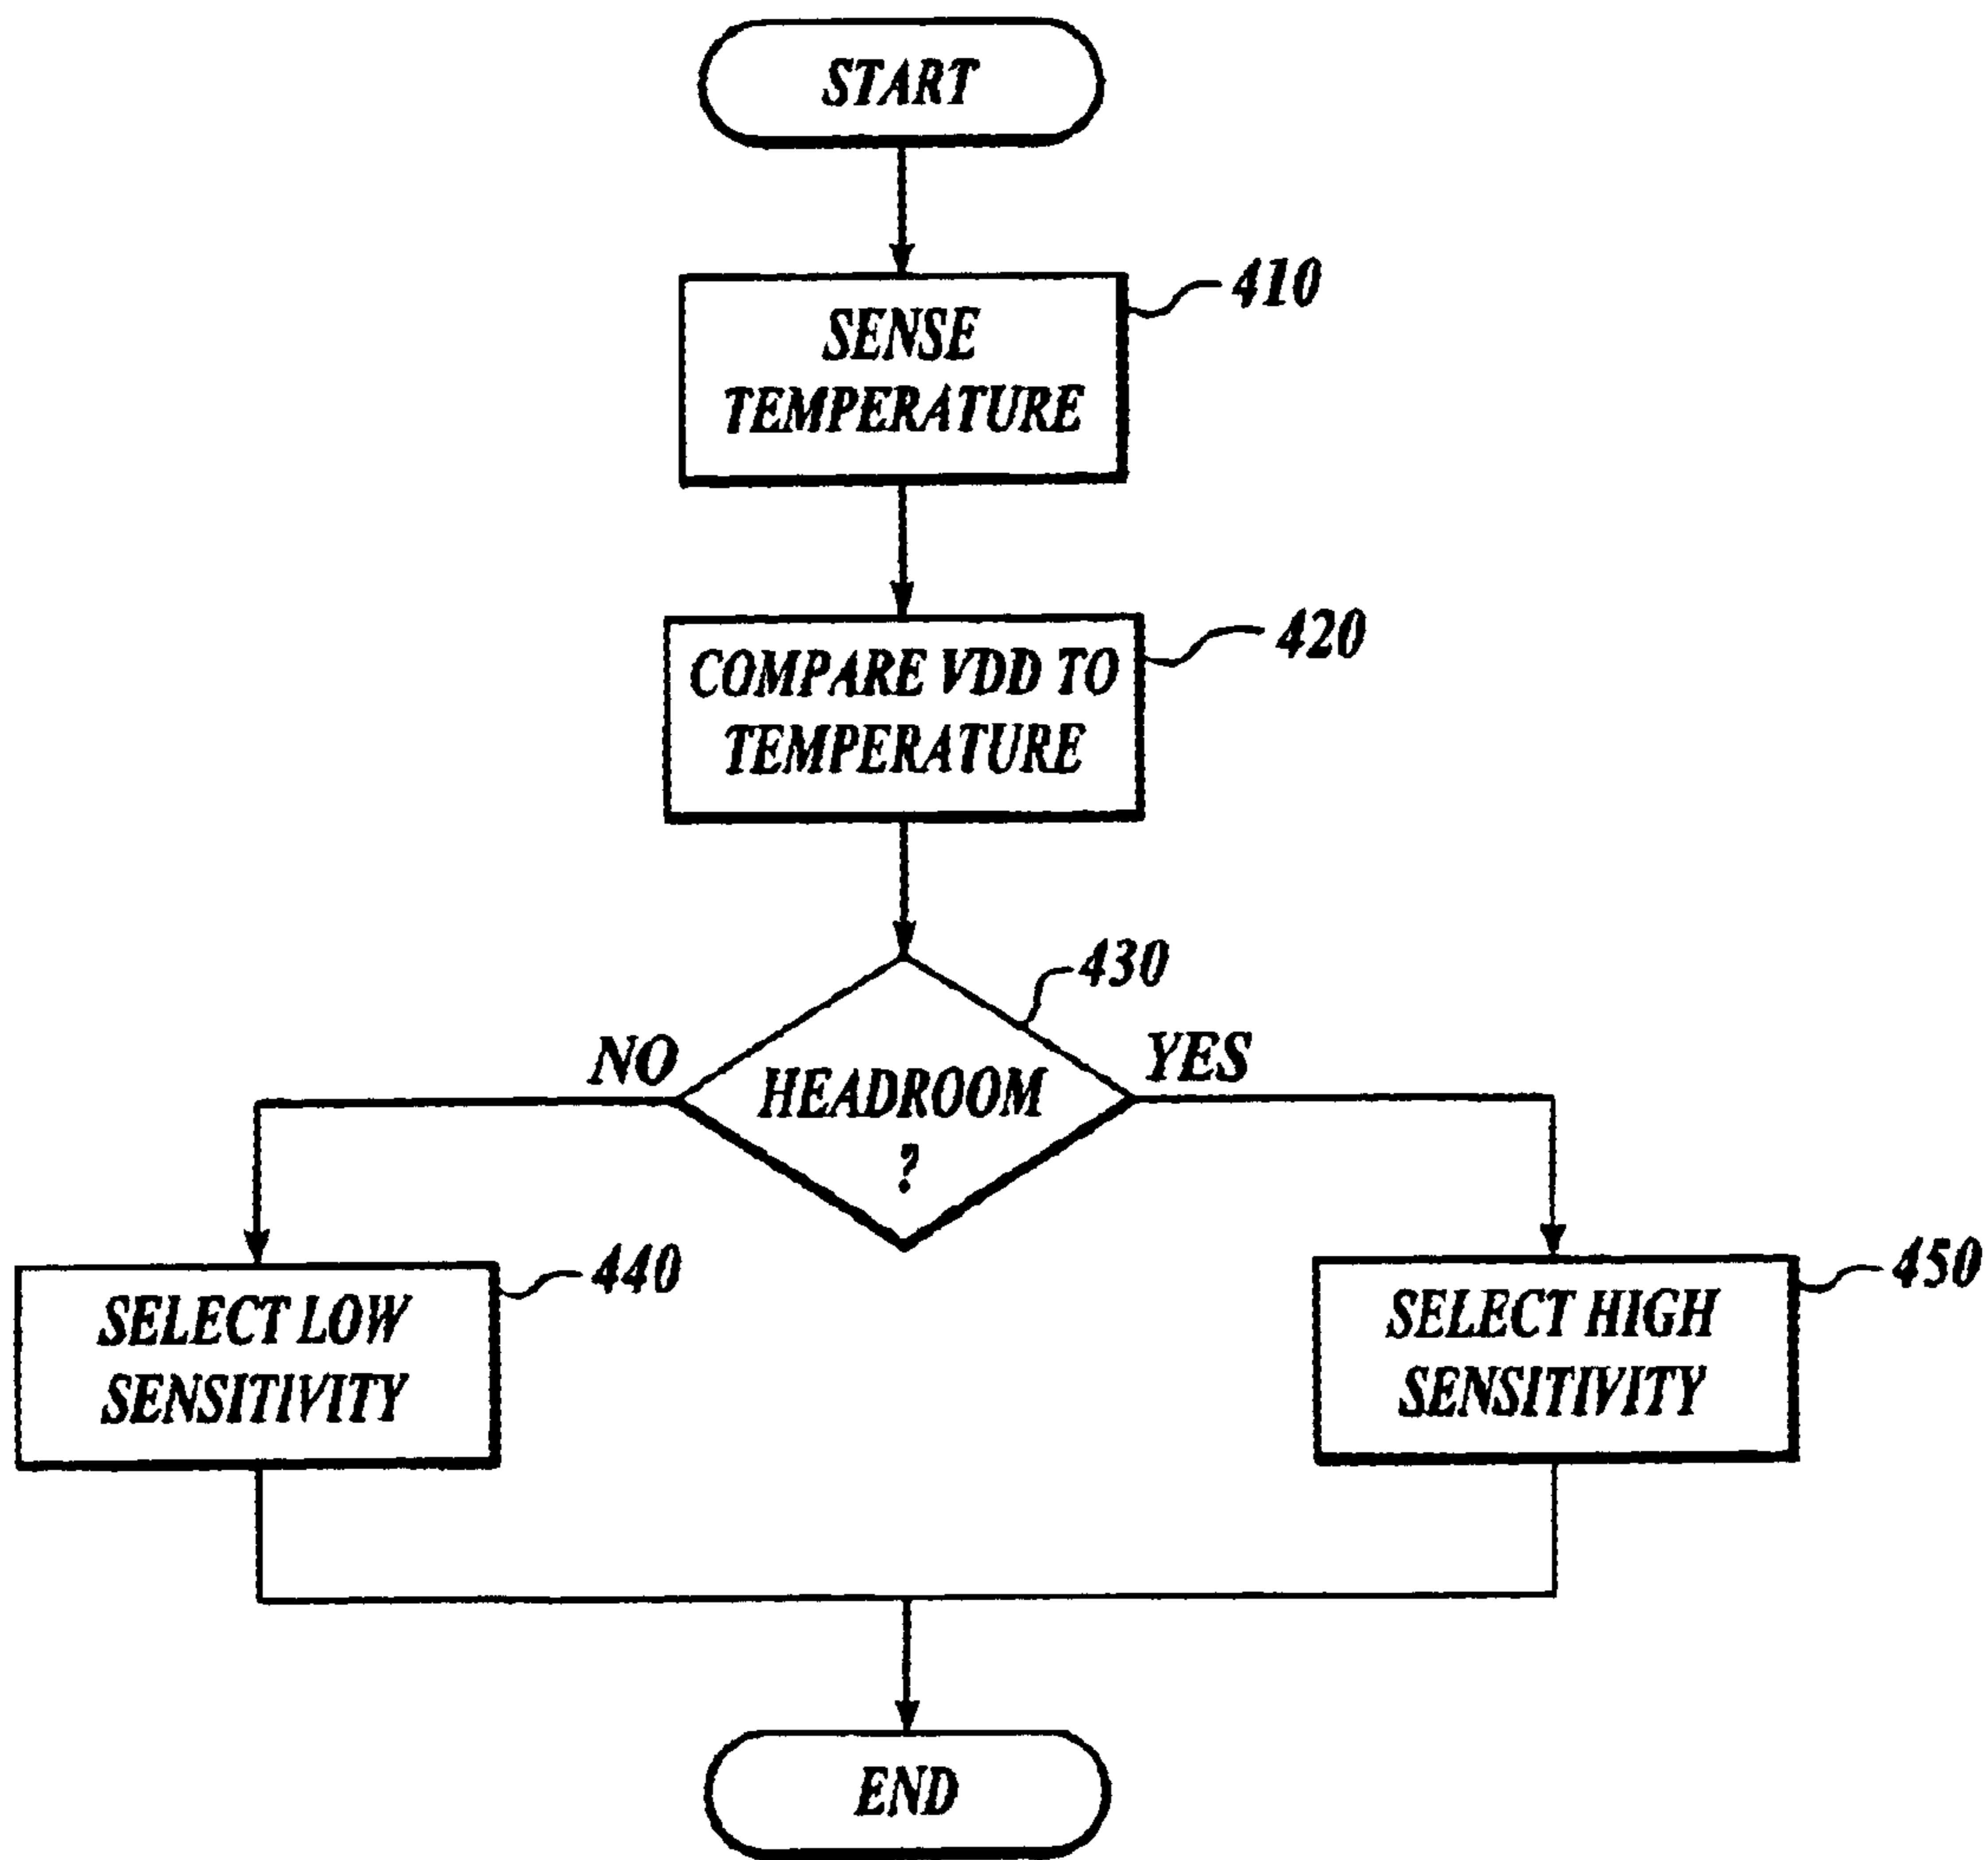 START
410
SENSE
TEMPERATURE
420
COMPARE VDD TO
TEMPERATURE
430
NO
YES
HEADROOM
?
440
SELECT LOW
SENSITIVITY
450
SELECT HIGH
SENSITIVITY
END